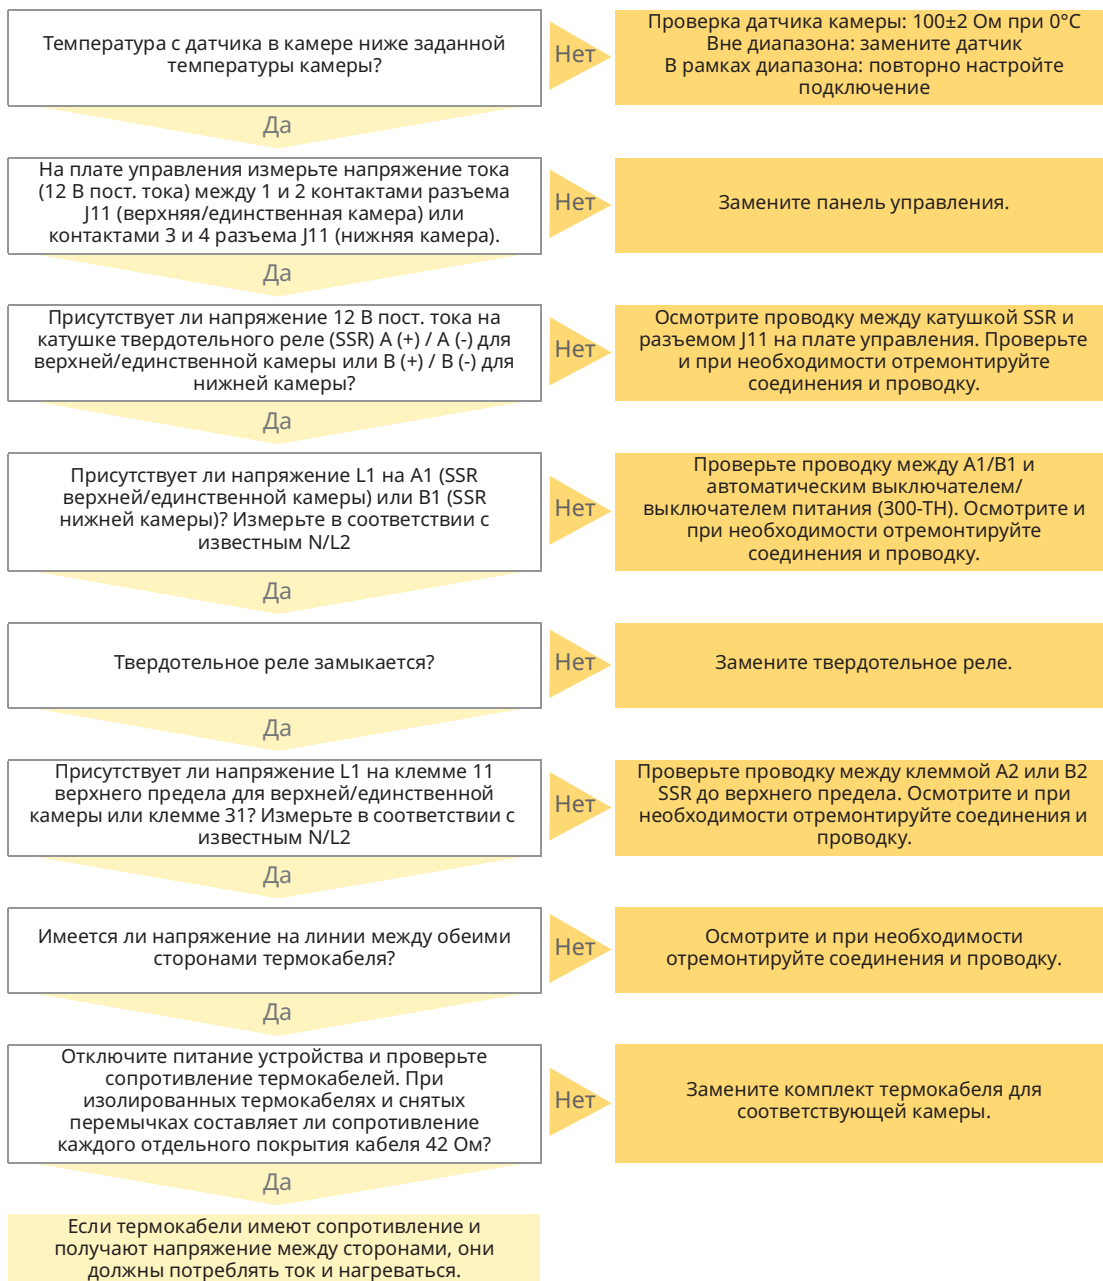 Температура с датчика в камере ниже заданной
температуры камеры?
Нет
Проверка датчика камеры: 100±2 Ом при 0°C
Вне диапазона: замените датчик
В рамках диапазона: повторно настройте
подключение
Да
На плате управления измерьте напряжение тока
(12 В пост. тока) между 1 и 2 контактами разъема
J11 (верхняя/единственная камера) или
контактами 3 и 4 разъема J11 (нижняя камера).
Нет
Замените панель управления.
Да
Присутствует ли напряжение 12 В пост. тока на
катушке твердотельного реле (SSR) A (+) / A (-) для
верхней/единственной камеры или B (+) / B (-) для
нижней камеры?
Нет
Осмотрите проводку между катушкой SSR и
разъемом J11 на плате управления. Проверьте
и при необходимости отремонтируйте
соединения и проводку.
Да
Присутствует ли напряжение L1 на A1 (SSR
верхней/единственной камеры) или B1 (SSR
нижней камеры)? Измерьте в соответствии с
известным N/L2
Нет
Проверьте проводку между A1/B1 и
автоматическим выключателем/
выключателем питания (300-TH). Осмотрите и
при необходимости отремонтируйте
соединения и проводку.
Да
Твердотельное реле замыкается?
Нет
Замените твердотельное реле.
Да
Присутствует ли напряжение L1 на клемме 11
верхнего предела для верхней/единственной
камеры или клемме 31? Измерьте в соответствии с
известным N/L2
Нет
Проверьте проводку между клеммой A2 или B2
SSR до верхнего предела. Осмотрите и при
необходимости отремонтируйте соединения и
проводку.
Да
Имеется ли напряжение на линии между обеими
сторонами термокабеля?
Нет
Осмотрите и при необходимости
отремонтируйте соединения и проводку.
Да
Отключите питание устройства и проверьте
сопротивление термокабелей. При
изолированных термокабелях и снятых
перемычках составляет ли сопротивление
каждого отдельного покрытия кабеля 42 Ом?
Нет
Замените комплект термокабеля для
соответствующей камеры.
Да
Если термокабели имеют сопротивление и
получают напряжение между сторонами, они
должны потреблять ток и нагреваться.